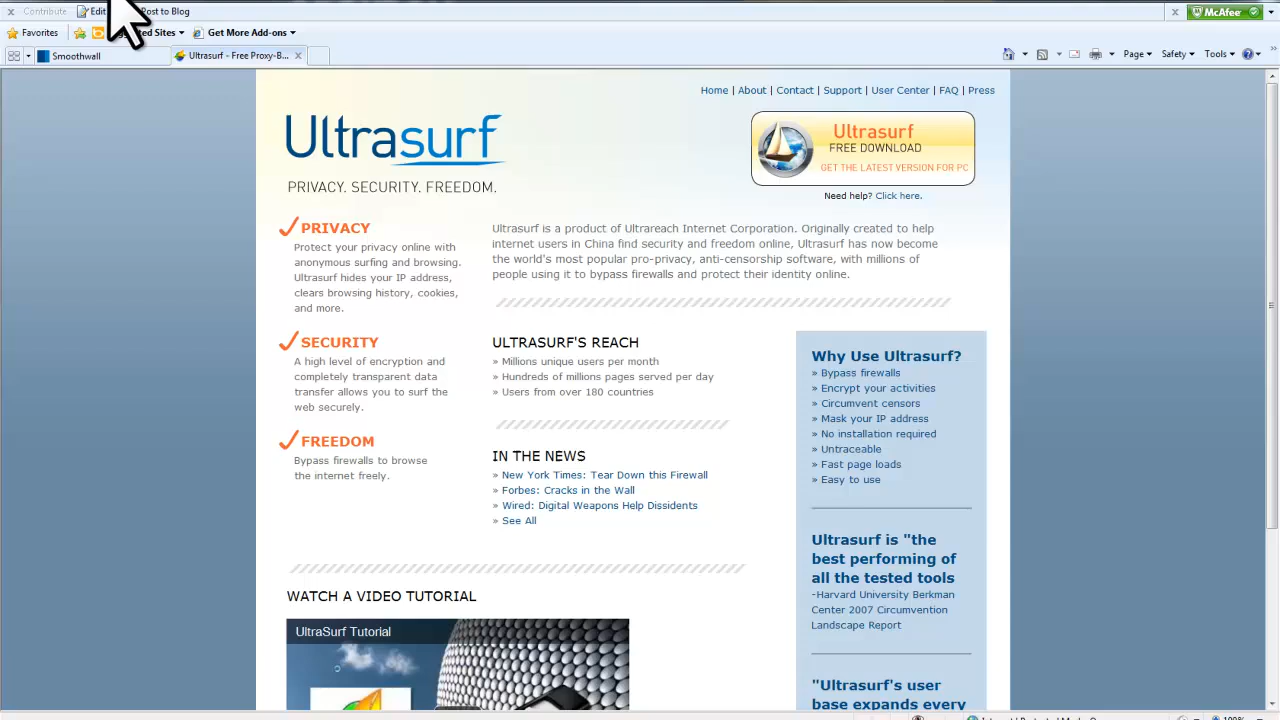 Contribute Edit Post to Blog
McAfee
Favorites ted Sites Get More Add-ons
Smoothwall Ultrasurf - Free Proxy-B... Page Safety Tools
Home | About | Contact | Support | User Center | FAQ | Press
Ultrasurf
PRIVACY. SECURITY. FREEDOM.
Ultrasurf
FREE DOWNLOAD
GET THE LATEST VERSION FOR PC
Need help? Click here.
PRIVACY
Protect your privacy online with
anonymous surfing and browsing.
Ultrasurf hides your IP address,
clears browsing history, cookies,
and more.
SECURITY
A high level of encryption and
completely transparent data
transfer allows you to surf the
web securely.
FREEDOM
Bypass firewalls to browse
the internet freely.
Ultrasurf is a product of Ultrareach Internet Corporation. Originally created to help
internet users in China find security and freedom online, Ultrasurf has now become
the world's most popular pro-privacy, anti-censorship software, with millions of
people using it to bypass firewalls and protect their identity online.
ULTRASURF'S REACH
» Millions unique users per month
» Hundreds of millions pages served per day
» Users from over 180 countries
IN THE NEWS
» New York Times: Tear Down this Firewall
» Forbes: Cracks in the Wall
» Wired: Digital Weapons Help Dissidents
» See All
Why Use Ultrasurf?
» Bypass firewalls
» Encrypt your activities
» Circumvent censors
» Mask your IP address
» No installation required
» Untraceable
» Fast page loads
» Easy to use
Ultrasurf is "the
best performing of
all the tested tools
-Harvard University Berkman
Center 2007 Circumvention
Landscape Report
"Ultrasurf's user
base expands every
WATCH A VIDEO TUTORIAL
UltraSurf Tutorial